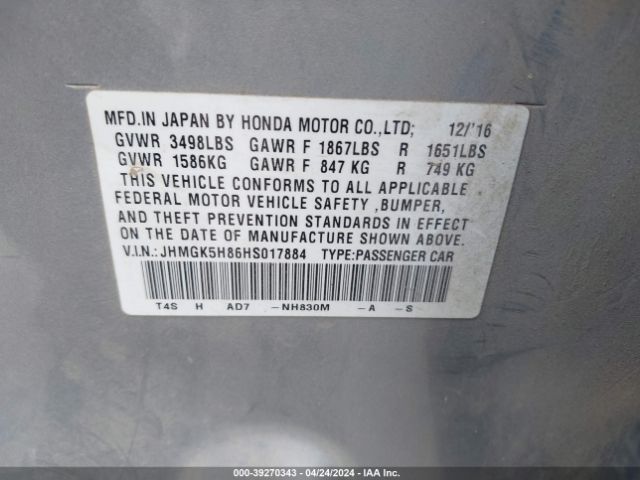 MFD.IN JAPAN BY HONDA MOTOR CO.,LTD; 12/'16
GVWR 3498LBS GAWR F 1867LBS R 1651LBS
GVWR 1586KG GAWR F 847 KG R 749 KG
THIS VEHICLE CONFORMS TO ALL APPLICABLE
FEDERAL MOTOR VEHICLE SAFETY ,BUMPER,
AND THEFT PREVENTION STANDARDS IN EFFECT
ON THE DATE OF MANUFACTURE SHOWN ABOVE.
V.I.N.: JHMGK5H86HS017884 TYPE:PASSENGER CAR
T4S H AD7 -NH830M -A -S
000-39270343 - 04/24/2024 - IAA Inc.